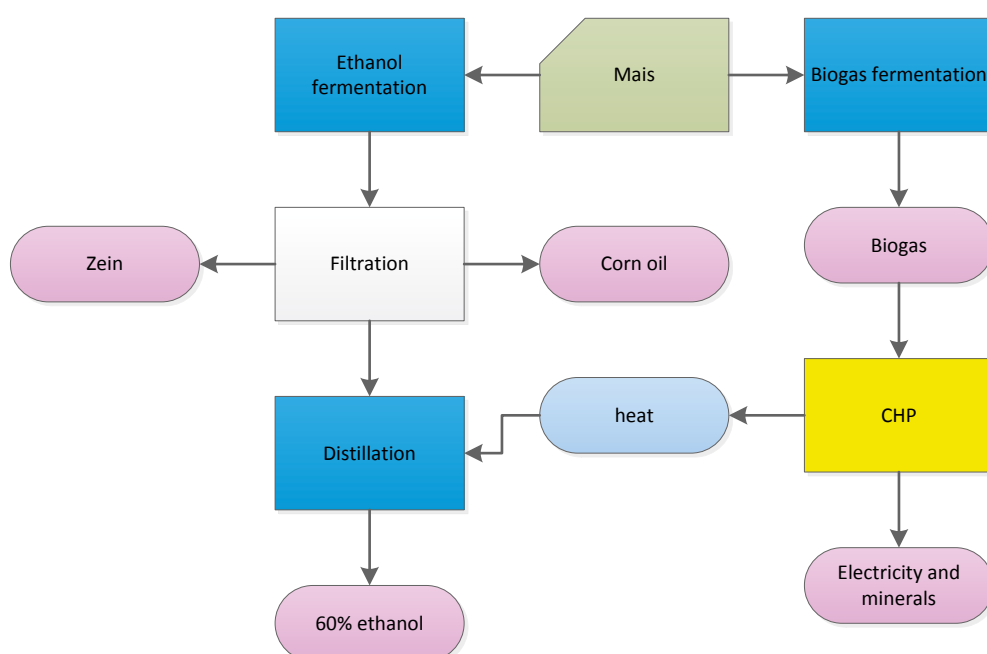 Ethanol
fermentation
Mais
Biogas fermentation
Zein
Filtration
Corn oil
Biogas
Distillation
heat
CHP
60% ethanol
Electricity and
minerals